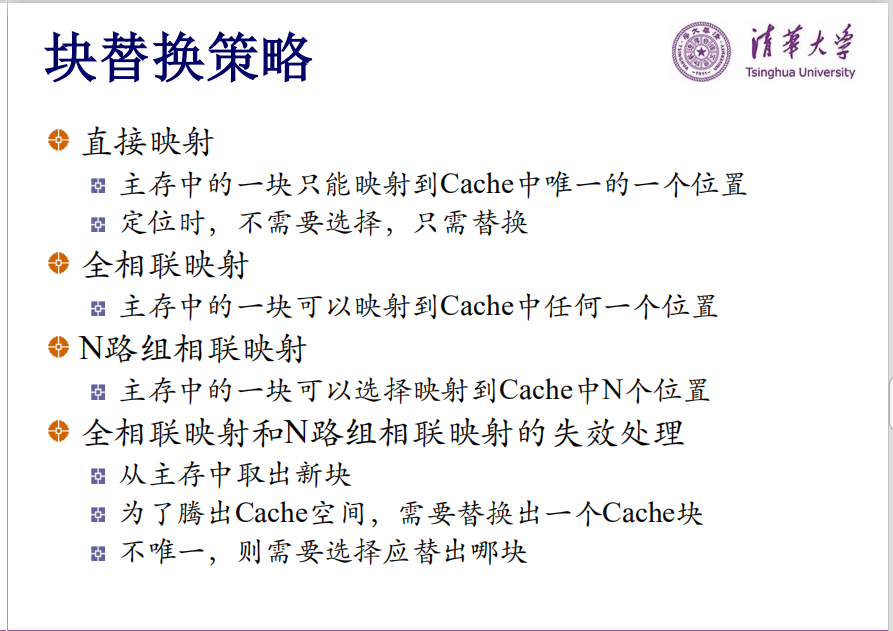 块替换策略
清华大学
Tsinghua University
直接映射
主存中的一块只能映射到Cache中唯一的一个位置
定位时，不需要选择，只需替换
全相联映射
主存中的一块可以映射到Cache中任何一个位置
N路组相联映射
主存中的一块可以选择映射到Cache中N个位置
全相联映射和N路组相联映射的失效处理
从主存中取出新块
为了腾出Cache空间，需要替换出一个Cache块
不唯一，则需要选择应替出哪块